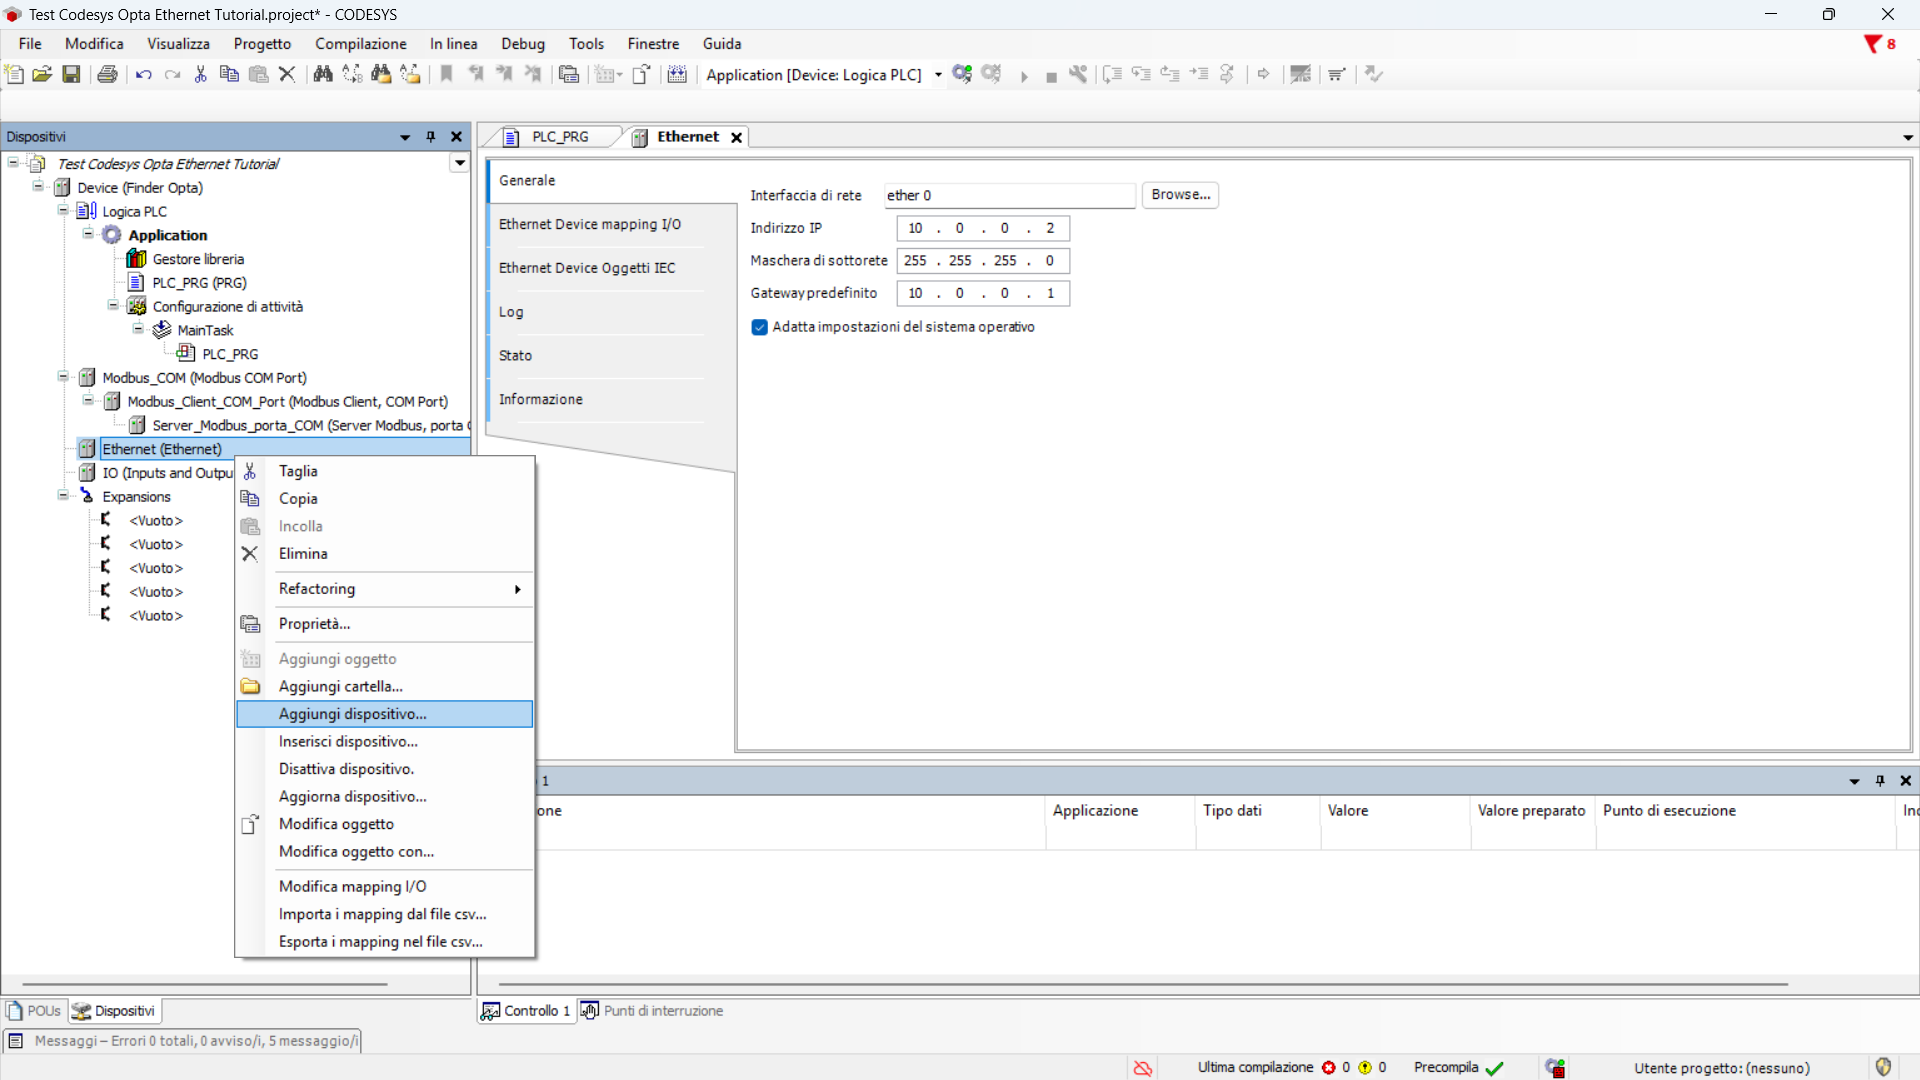 Test Codesys Opta Ethernet Tutorial.project* - CODESYS
File Modifica Visualizza Progetto Compilazione In linea Debug Tools Finestre Guida 8
Application [Device: Logica PLC]
Dispositivi
Test Codesys Opta Ethernet Tutorial
Device (Finder Opta)
Logica PLC
Application
Gestore libreria
PLC_PRG (PRG)
Configurazione di attività
MainTask
PLC_PRG
Modbus_COM (Modbus COM Port)
Modbus_Client_COM_Port (Modbus Client, COM Port)
Server_Modbus_porta_COM (Server Modbus, porta
Ethernet (Ethernet)
IO (Inputs and Outpu
Expansions
<Vuoto>
<Vuoto>
<Vuoto>
<Vuoto>
<Vuoto>
Taglia
Copia
Incolla
Elimina
Refactoring
Proprietà...
Aggiungi oggetto
Aggiungi cartella...
Aggiungi dispositivo...
Inserisci dispositivo...
Disattiva dispositivo.
Aggiorna dispositivo...
Modifica oggetto
Modifica oggetto con...
Modifica mapping I/O
Importa i mapping dal file csv...
Esporta i mapping nel file csv...
POUs Dispositivi
PLC_PRG Ethernet
Generale
Ethernet Device mapping I/O
Ethernet Device Oggetti IEC
Log
Stato
Informazione
Interfaccia di rete ether 0 Browse...
Indirizzo IP 10 . 0 . 0 . 2
Maschera di sottorete 255 . 255 . 255 . 0
Gateway predefinito 10 . 0 . 0 . 1
Adatta impostazioni del sistema operativo
1
one Applicazione Tipo dati Valore Valore preparato Punto di esecuzione Ind
Controllo 1 Punti di interruzione
Messaggi – Errori 0 totali, 0 avviso/i, 5 messaggio/i
Ultima compilazione 0 0 Precompila Utente progetto: (nessuno)